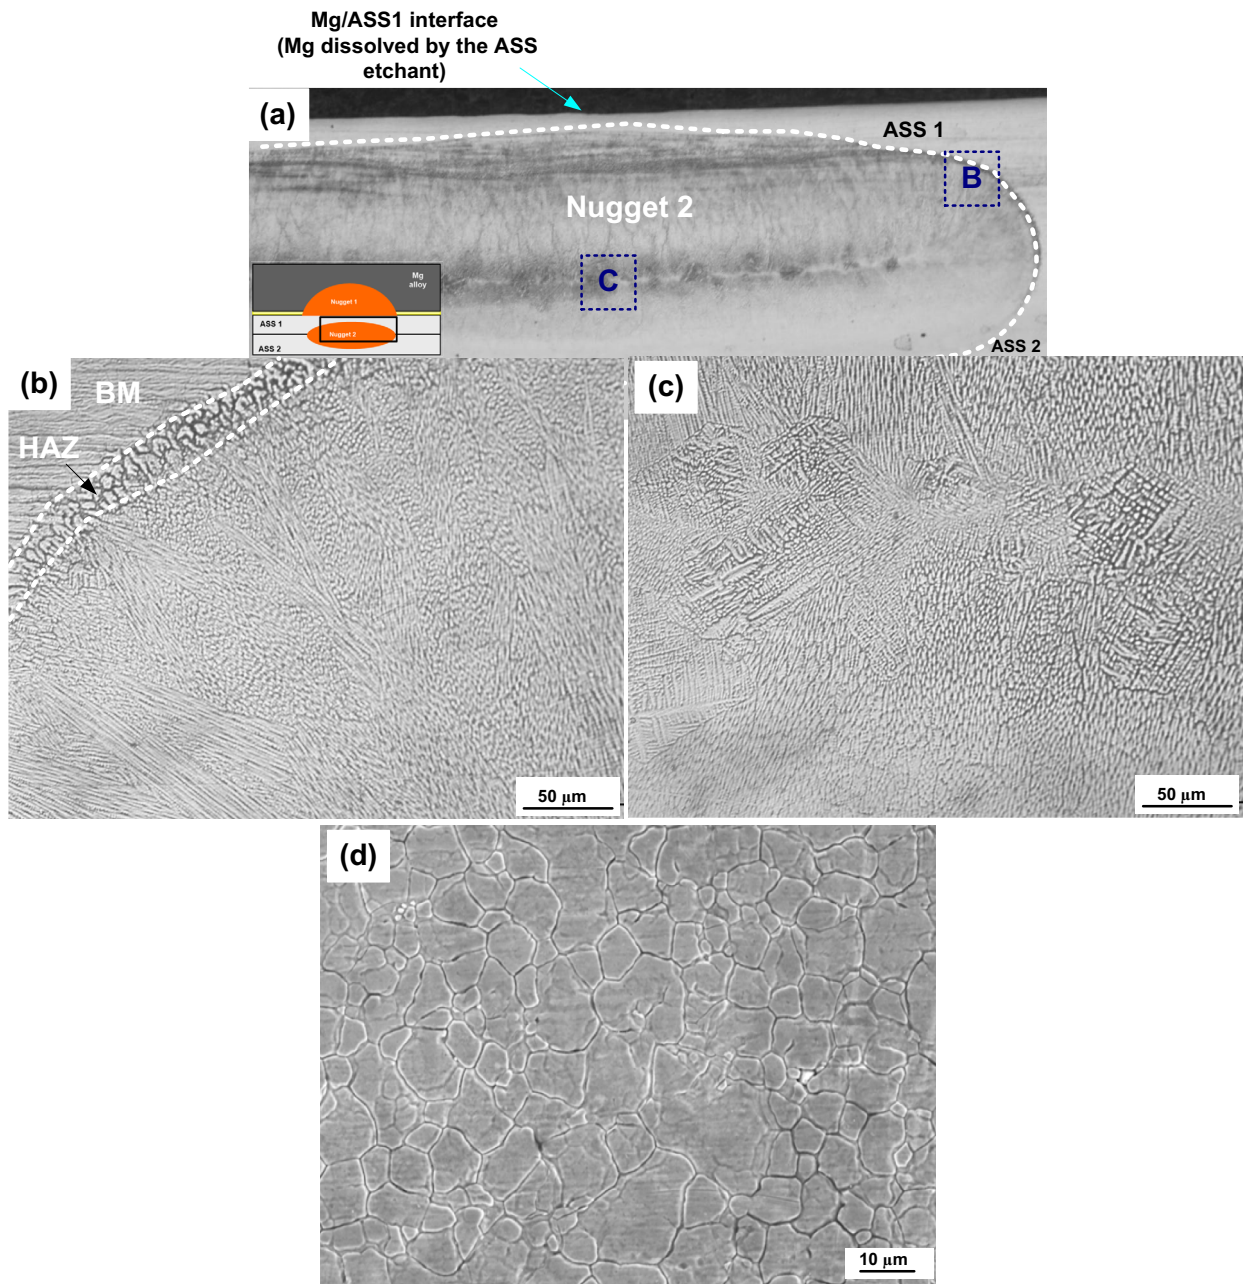 Mg/ASS1 interface
(Mg dissolved by the ASS
etchant)
(a)
ASS 1
B
Nugget 2
C
Mg
alloy
Nugget 1
ASS 1
Nugget 2
ASS 2
ASS 2
(b)
BM
HAZ
50 μm
(c)
50 μm
(d)
10 μm